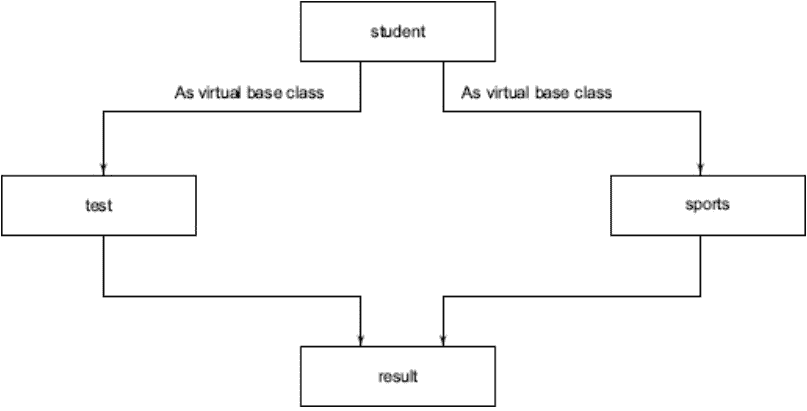 student
As virtual base class
As virtual base class
test
sports
result